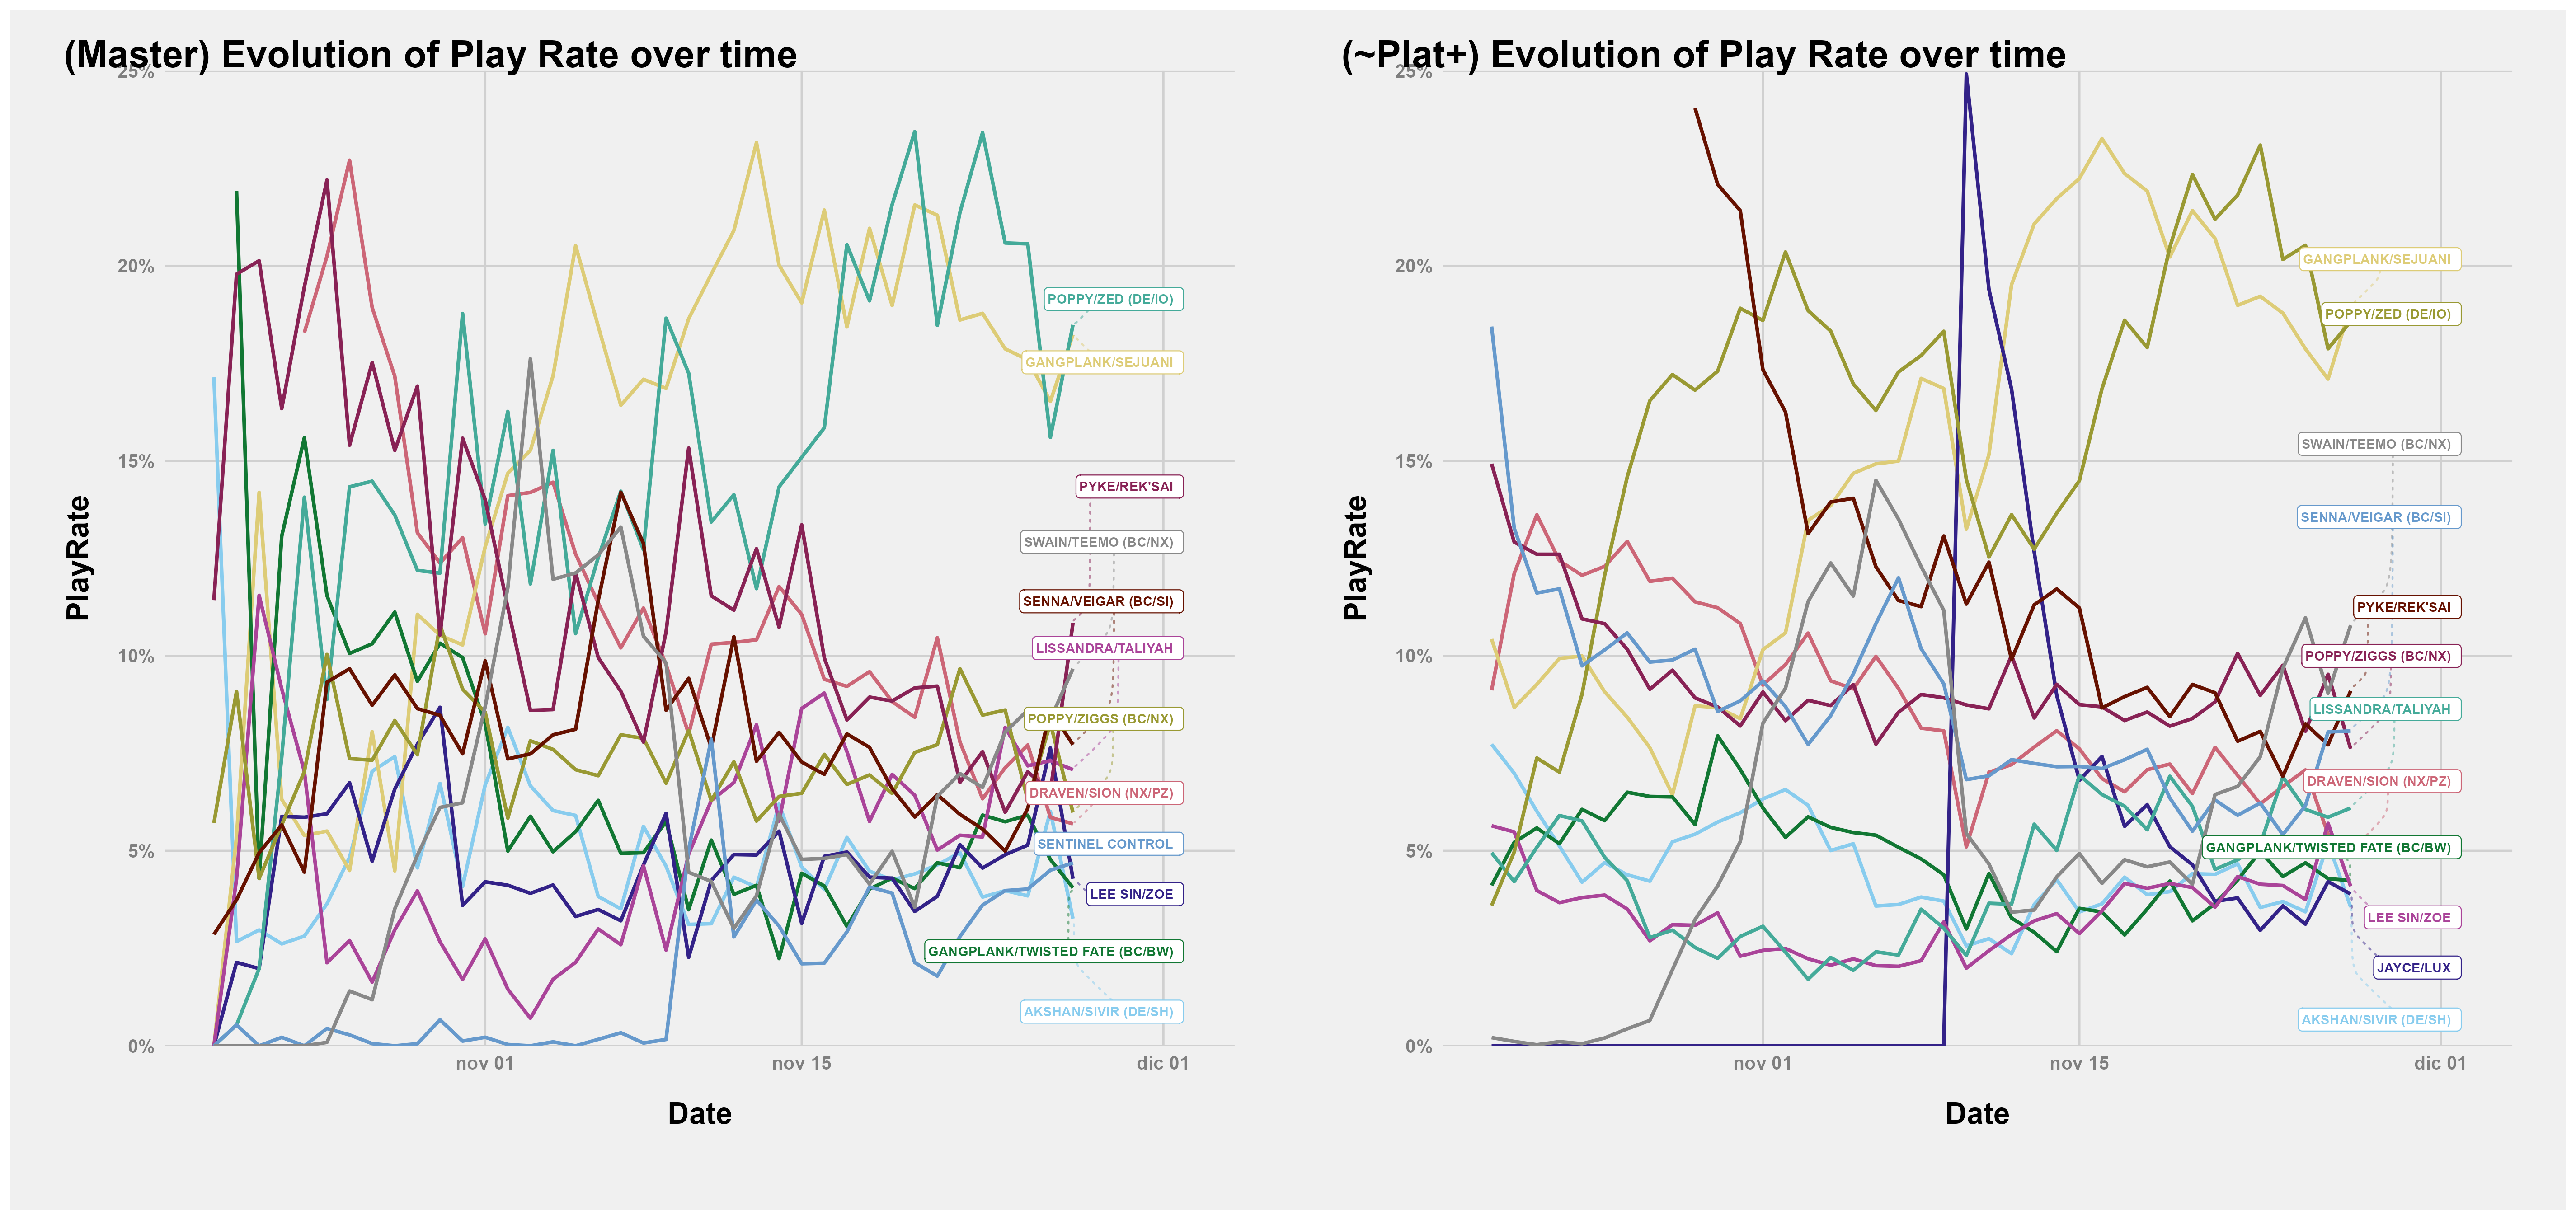 (Master) Evolution of Play Rate over time
25%
20%
15%
10%
5%
0%
PlayRate
POPPY/ZED (DE/IO)
GANGPLANK/SEJUANI
PYKE/REK'SAI
SWAIN/TEEMO (BC/NX)
SENNA/VEIGAR (BC/SI)
LISSANDRA/TALIYAH
POPPY/ZIGGS (BC/NX)
DRAVEN/SION (NX/PZ)
SENTINEL CONTROL
LEE SIN/ZOE
GANGPLANK/TWISTED FATE (BC/BW)
AKSHAN/SIVIR (DE/SH)
nov 01
nov 15
dic 01
Date
(~Plat+) Evolution of Play Rate over time
25%
20%
15%
10%
5%
0%
PlayRate
GANGPLANK/SEJUANI
POPPY/ZED (DE/IO)
SWAIN/TEEMO (BC/NX)
SENNA/VEIGAR (BC/SI)
PYKE/REK'SAI
POPPY/ZIGGS (BC/NX)
LISSANDRA/TALIYAH
DRAVEN/SION (NX/PZ)
GANGPLANK/TWISTED FATE (BC/BW)
LEE SIN/ZOE
JAYCE/LUX
AKSHAN/SIVIR (DE/SH)
nov 01
nov 15
dic 01
Date